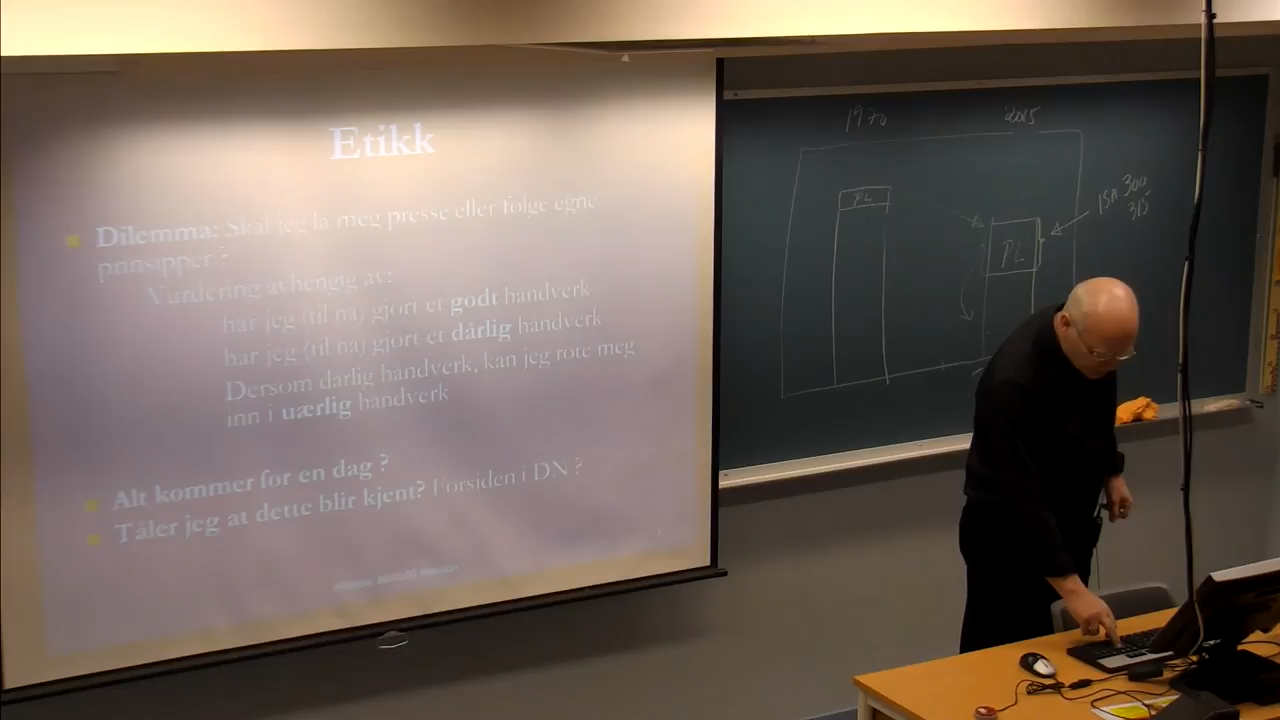 Etikk
Dilemma: Skal jeg la meg presse eller følge egne
prinsipper ?
Vurdering avhengig av:
har jeg (til nå) gjort et godt håndverk
har jeg (til nå) gjort et dårlig håndverk
Dersom dårlig håndverk, kan jeg rote meg
inn i uærlig håndverk
Alt kommer for en dag ?
Tåler jeg at dette blir kjent? Forsiden i DN ?
1970
2015
PL
PL
ISA 300
315